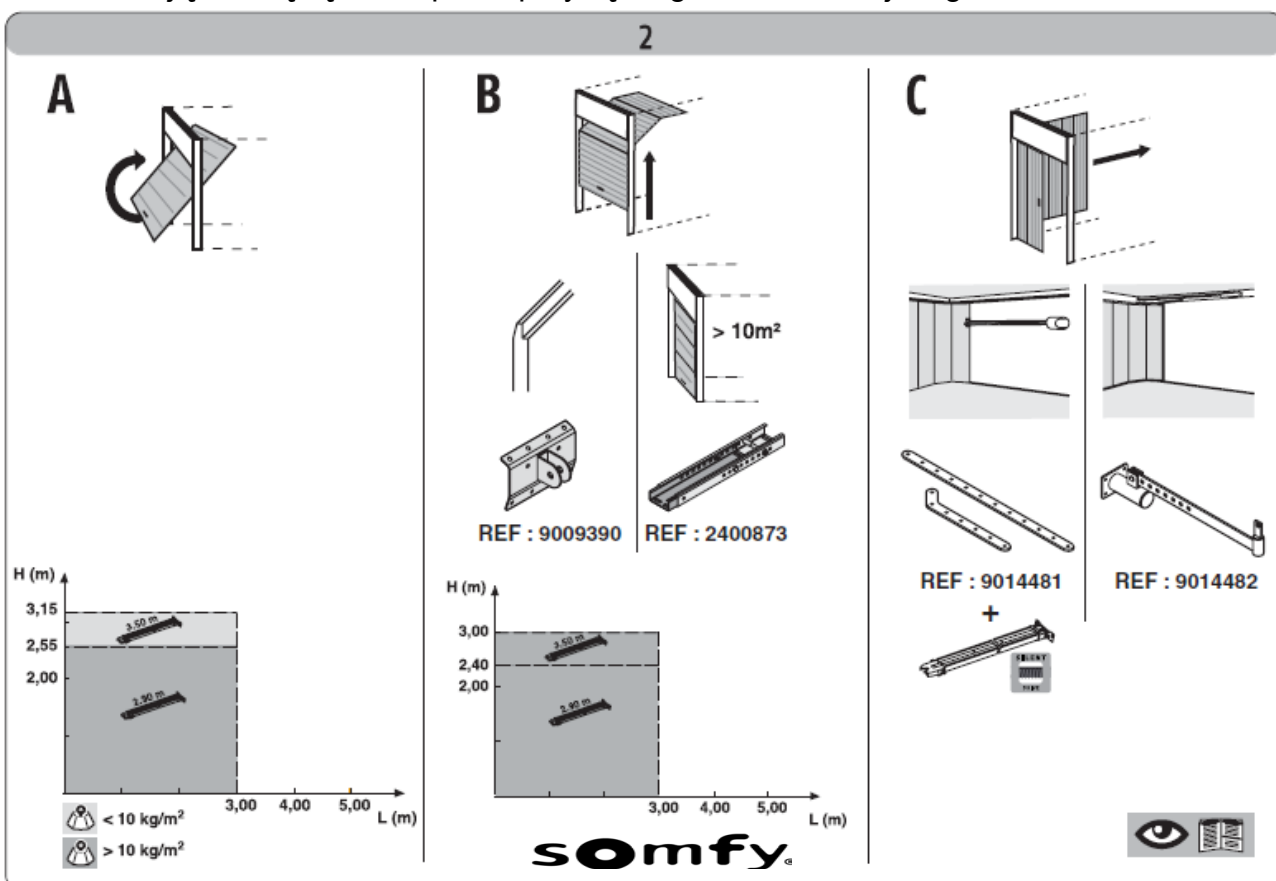 2
A
B
C
> 10m²
REF : 9009390
REF : 2400873
REF : 9014481
+
REF : 9014482
H (m)
3,15
2,55
2,00
3.50 m
2.90 m
3,00
4,00
5,00
L (m)
< 10 kg/m²
> 10 kg/m²
H (m)
3,00
2,40
2,00
3.50 m
2.90 m
3,00
4,00
5,00
L (m)
somfy